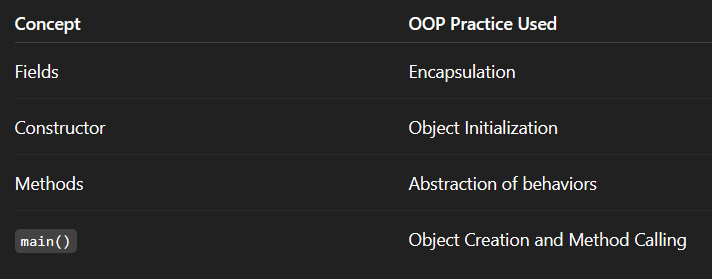 Concept OOP Practice Used
Fields Encapsulation
Constructor Object Initialization
Methods Abstraction of behaviors
main() Object Creation and Method Calling